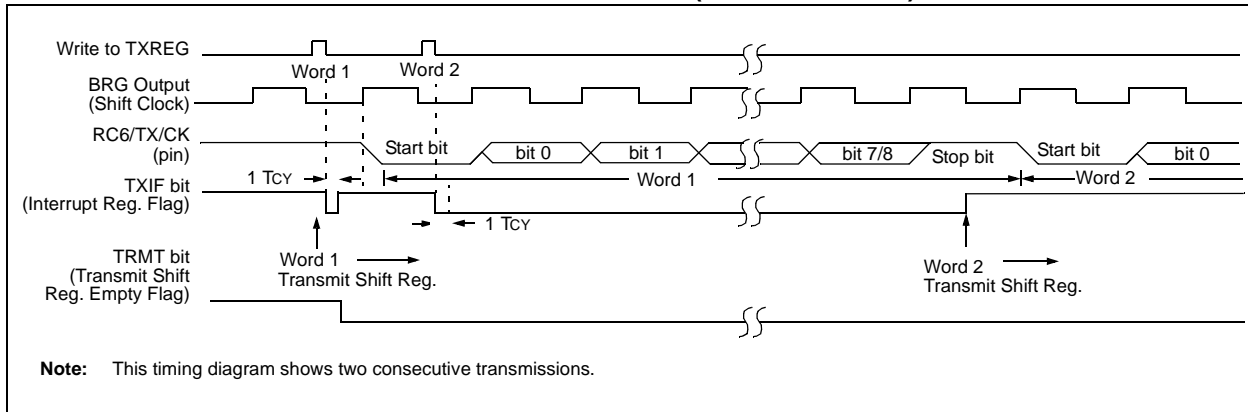 Write to TXREG
Word 1
Word 2
BRG Output
(Shift Clock)
RC6/TX/CK
(pin)
Start bit
bit 0
bit 1
bit 7/8
Stop bit
Start bit
bit 0
1 TCY
Word 1
Word 2
TXIF bit
(Interrupt Reg. Flag)
1 TCY
TRMT bit
(Transmit Shift
Reg. Empty Flag)
Word 1
Transmit Shift Reg.
Word 2
Transmit Shift Reg.
Note: This timing diagram shows two consecutive transmissions.